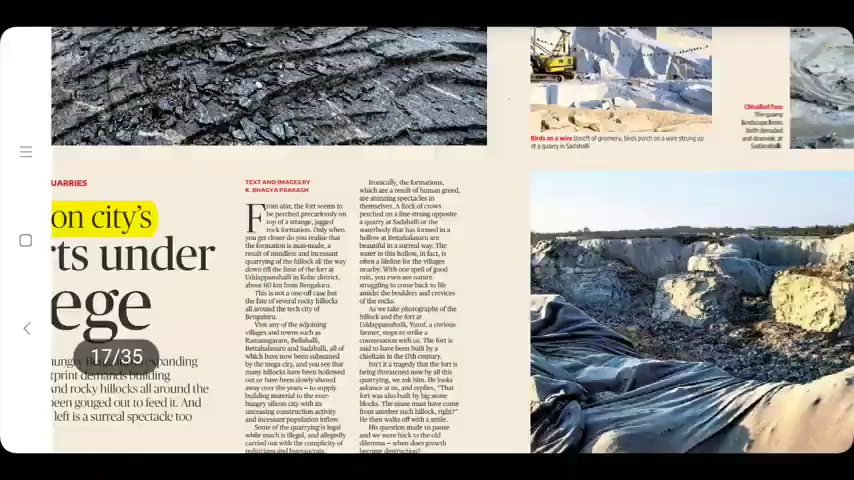 Birds on a wire Bereft of greenery, birds perch on a wire strung up
at a quarry in Sadahalli
Chiselled Pass
The quarry
landscape looks
both denuded
and dramatic at
QUARRIES
on city's
rts under
ege
expanding
tprint demands building
und rocky hillocks all around the
been gouged out to feed it. And
left is a surreal spectacle too
17/35
TEXT AND IMAGES BY
K. BHAGYA PRAKASH
From afar, the fort seems to
be perched precariously on
top of a strange, jagged
rock formation. Only when
you get closer do you realise that
the formation is man-made, a
result of mindless and incessant
quarrying of the hillock all the way
down till the base of the fort at
Uddappanahalli in Kolar district,
about 60 km from Bengaluru.
This is not a one-off case but
the fate of several rocky hillocks
all around the tech city of
Bengaluru.
Visit any of the adjoining
villages and towns such as
Ramanagaram, Bellahalli,
Bettahalasuru and Sadahalli, all of
which have now been subsumed
by the mega city, and you see that
many hillocks have been hollowed
out or have been slowly shaved
away over the years — to supply
building material to the ever-
hungry silicon city with its
unceasing construction activity
and incessant population inflow.
Some of the quarrying is legal
while much is illegal, and allegedly
carried out with the complicity of
politicians and bureaucrats.
Ironically, the formations,
which are a result of human greed,
are stunning spectacles in
themselves. A flock of crows
perched on a line strung opposite
a quarry at Sadahalli or the
waterbody that has formed in a
hollow at Bettahalasuru are
beautiful in a surreal way. The
water in this hollow, in fact, is
often a lifeline for the villages
nearby. With one spell of good
rain, you even see nature
struggling to come back to life
amidst the boulders and crevices
of the rocks.
As we take photographs of the
hillock and the fort at
Uddappanahalli, Yusuf, a curious
farmer, stops to strike a
conversation with us. The fort is
said to have been built by a
chieftain in the 17th century.
Isn't it a tragedy that the fort is
being threatened now by all this
quarrying, we ask him. He looks
askance at us, and replies, "That
fort was also built by big stone
blocks. The stone must have come
from another such hillock, right?"
He then walks off with a smile.
His question made us pause
and we were back to the old
dilemma — when does growth
become destruction?